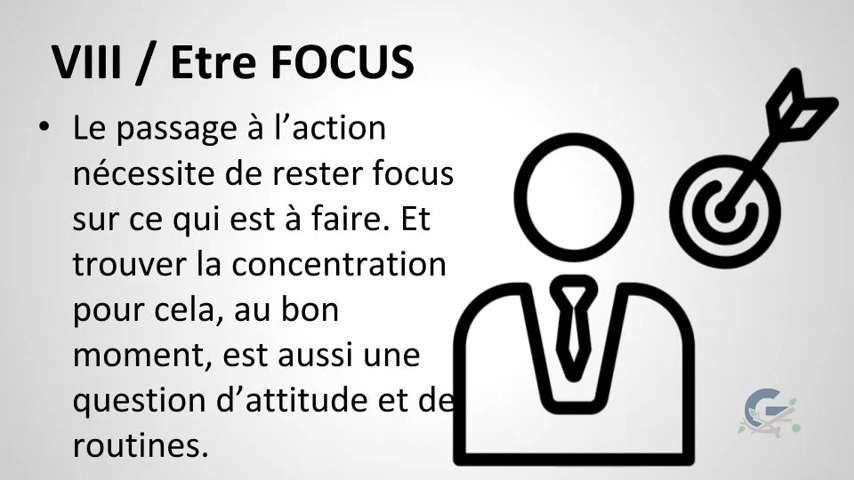 VIII / Etre FOCUS
• Le passage à l’action
nécessite de rester focus
sur ce qui est à faire. Et
trouver la concentration
pour cela, au bon
moment, est aussi une
question d’attitude et de
routines.